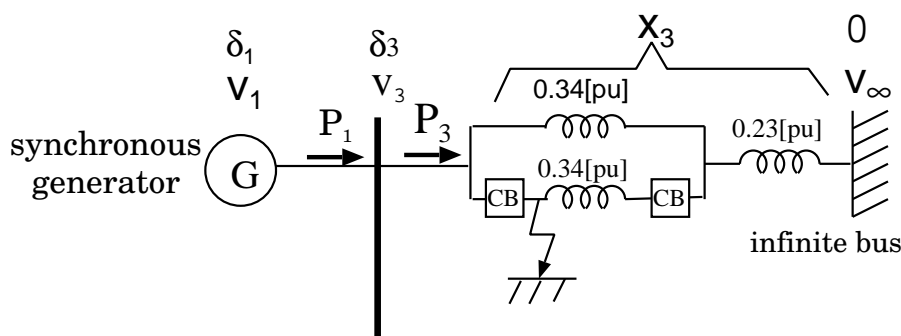 δ1 δ3 X3 0
V1 V3 0.34[pu] V∞
P1 P3 0.23[pu]
synchronous
generator
G
0.34[pu]
CB CB
infinite bus